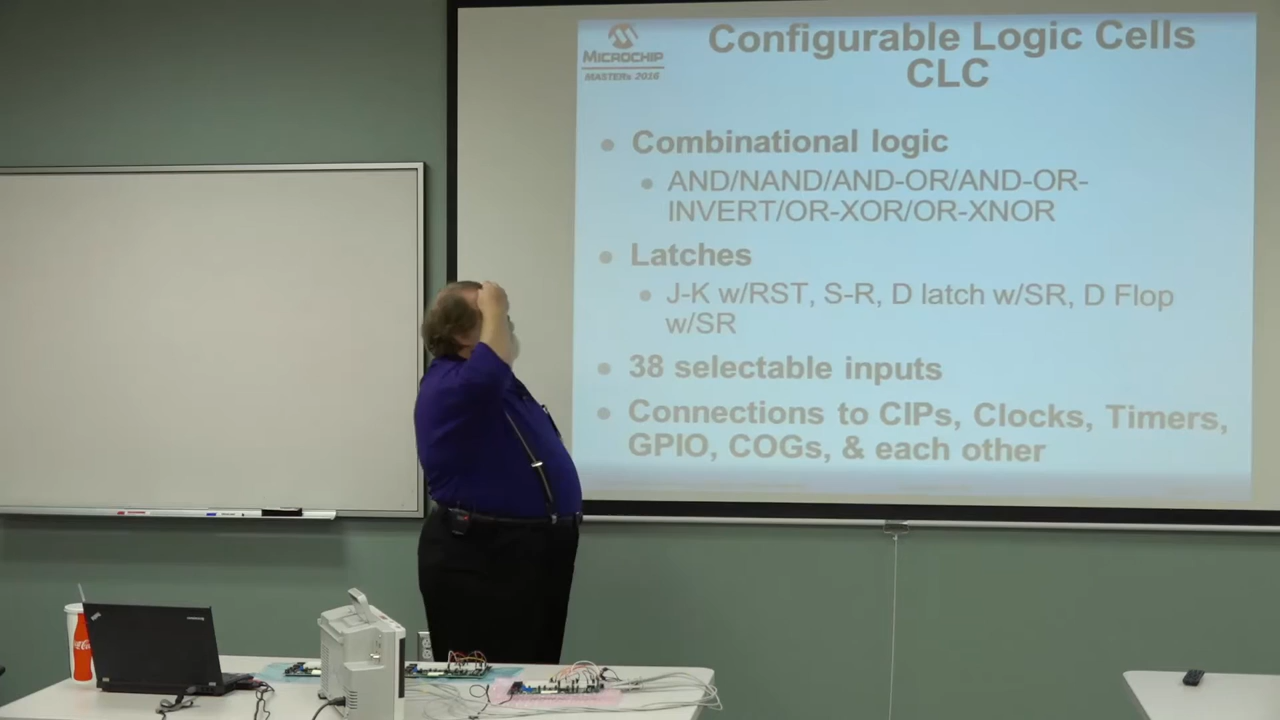 MICROCHIP
MASTERs 2016
Configurable Logic Cells
CLC
Combinational logic
AND/NAND/AND-OR/AND-OR-
INVERT/OR-XOR/OR-XNOR
Latches
J-K w/RST, S-R, D latch w/SR, D Flop
w/SR
38 selectable inputs
Connections to CIPs, Clocks, Timers,
GPIO, COGs, & each other